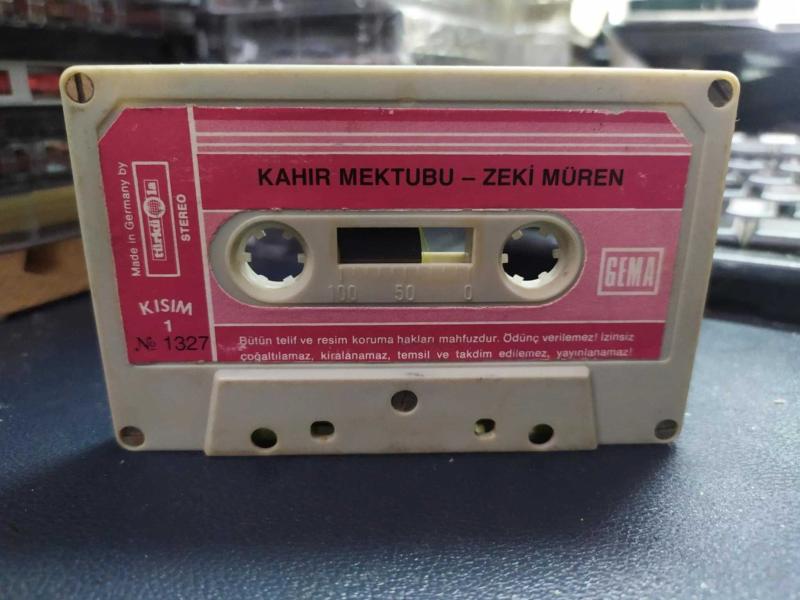 KAHIR MEKTUBU – ZEKİ MÜREN
Made in Germany by
türküola
STEREO
KISIM
1
№ 1327
100 50 0
GEMA
Bütün telif ve resim koruma hakları mahfuzdur. Ödünç verilemez! İzinsiz
çoğaltılamaz, kiralanamaz, temsil ve takdim edilemez, yayınlanamaz!